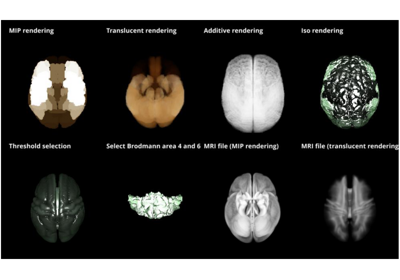 MIP rendering Translucent rendering Additive rendering Iso rendering
Threshold selection Select Brodmann area 4 and 6 MRI file (MIP rendering) MRI file (translucent rendering